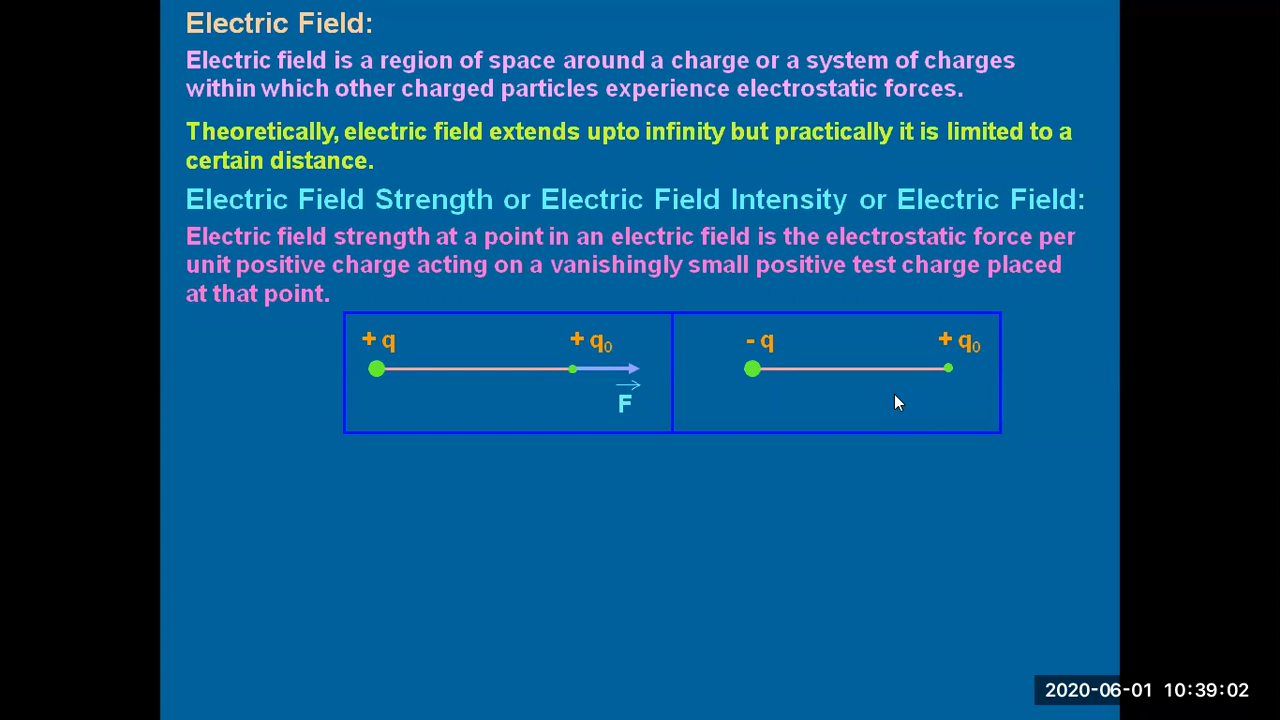 Electric Field:
Electric field is a region of space around a charge or a system of charges
within which other charged particles experience electrostatic forces.
Theoretically, electric field extends upto infinity but practically it is limited to a
certain distance.
Electric Field Strength or Electric Field Intensity or Electric Field:
Electric field strength at a point in an electric field is the electrostatic force per
unit positive charge acting on a vanishingly small positive test charge placed
at that point.
+ q
+ q₀
- q
+ q₀
F
2020-06-01 10:39:02